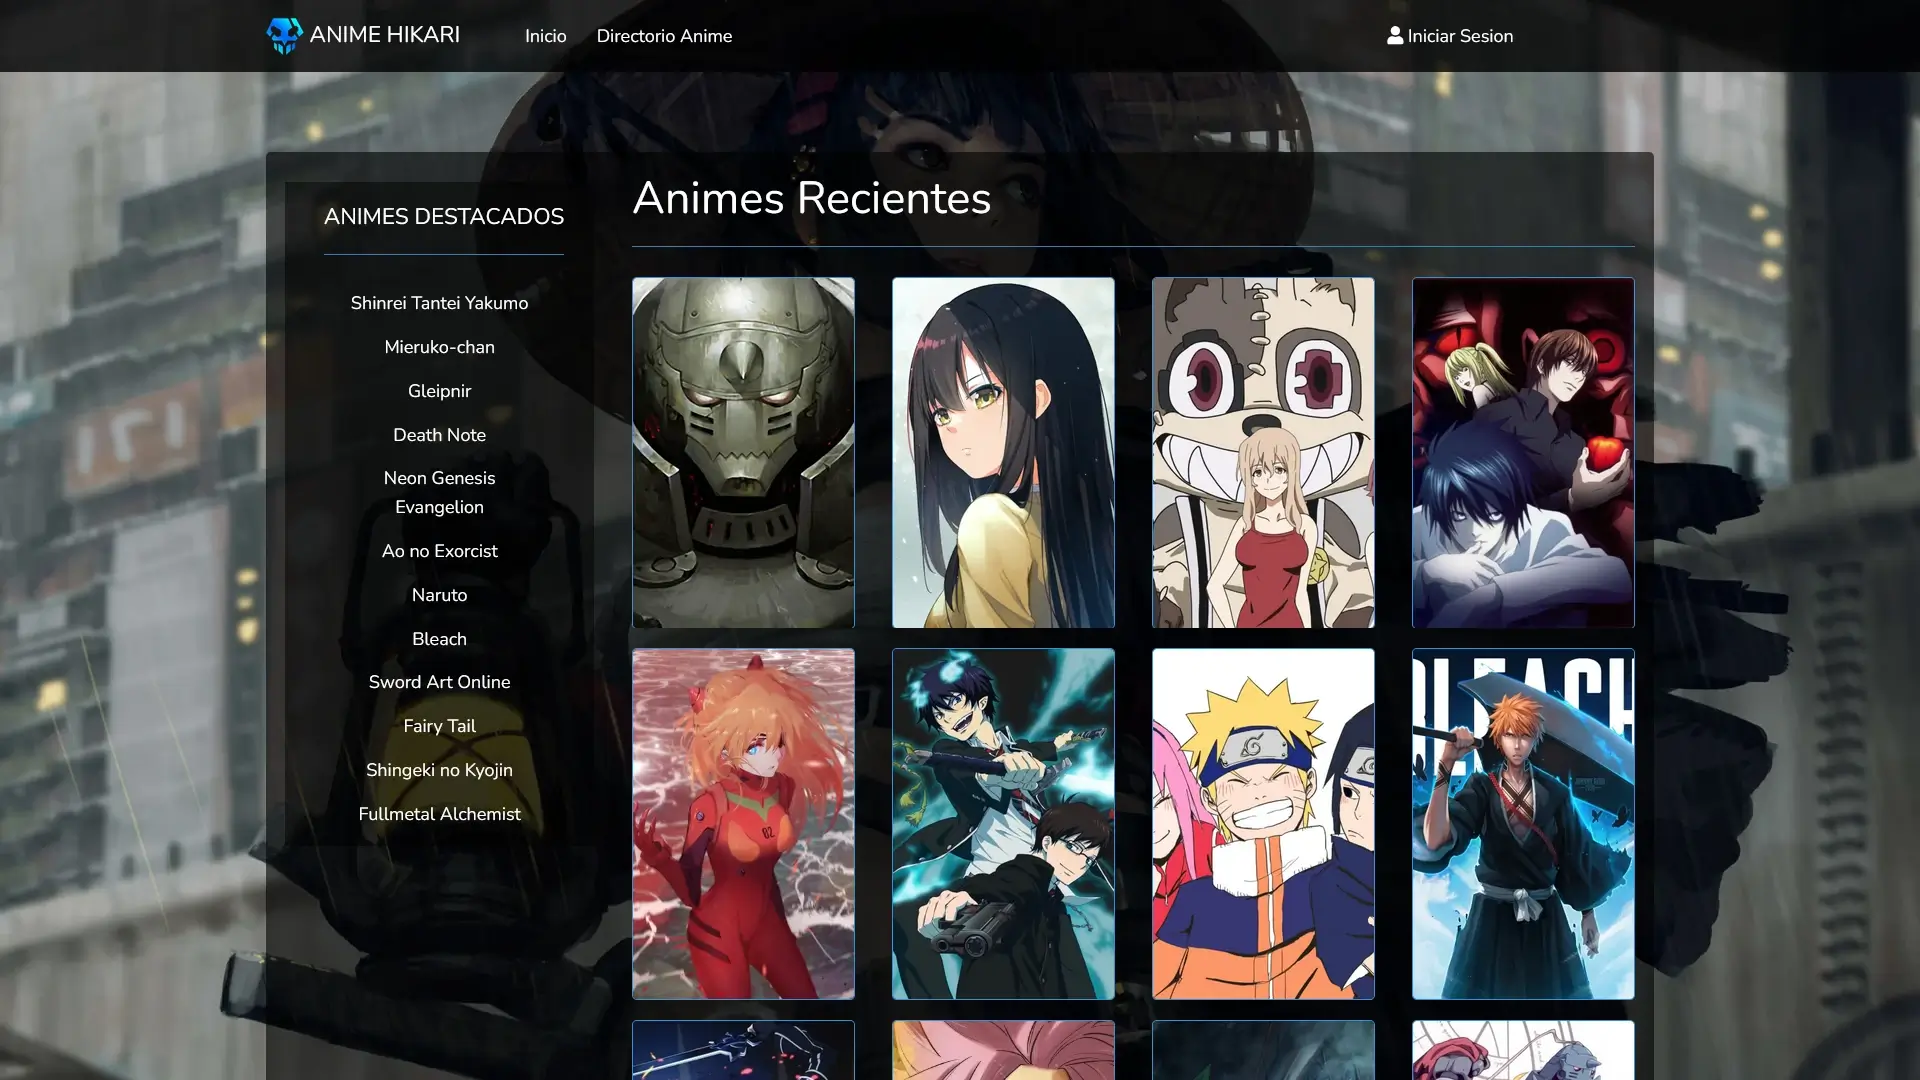 ANIME HIKARI
Inicio
Directorio Anime
Iniciar Sesion
ANIMES DESTACADOS
Shinrei Tantei Yakumo
Mieruko-chan
Gleipnir
Death Note
Neon Genesis
Evangelion
Ao no Exorcist
Naruto
Bleach
Sword Art Online
Fairy Tail
Shingeki no Kyojin
Fullmetal Alchemist
Animes Recientes
02